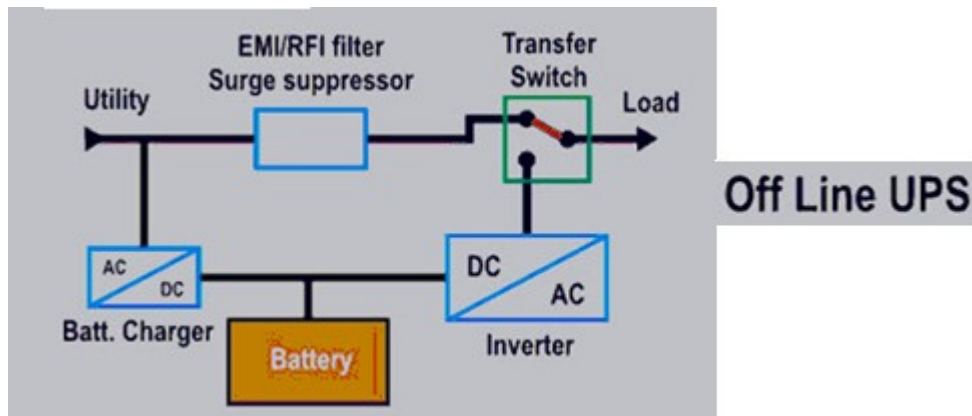 EMI/RFI filter
Surge suppressor
Transfer
Switch
Utility
Load
Off Line UPS
AC
DC
Batt. Charger
DC
AC
Inverter
Battery